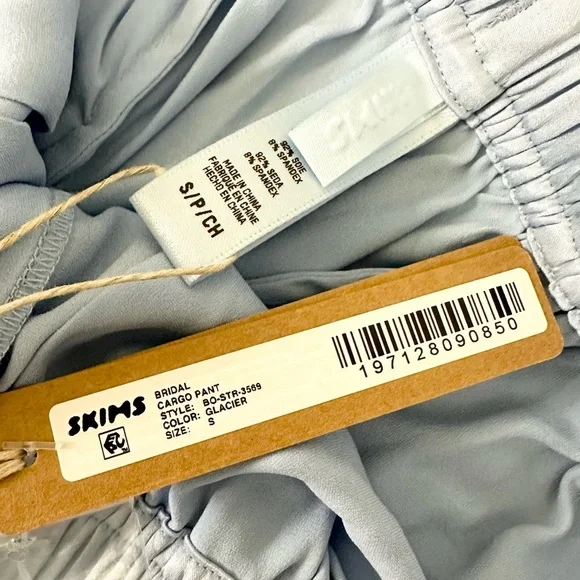 SKIMS
92% SOIE
8% SPANDEX
92% SEDA
8% SPANDEX
MADE IN CHINA
FABRIQUÉ EN CHINE
HECHO EN CHINA
S/P/CH
SKIMS
BRIDAL
CARGO PANT
STYLE: BO-STR-3569
COLOR: GLACIER
SIZE: S
197128090850